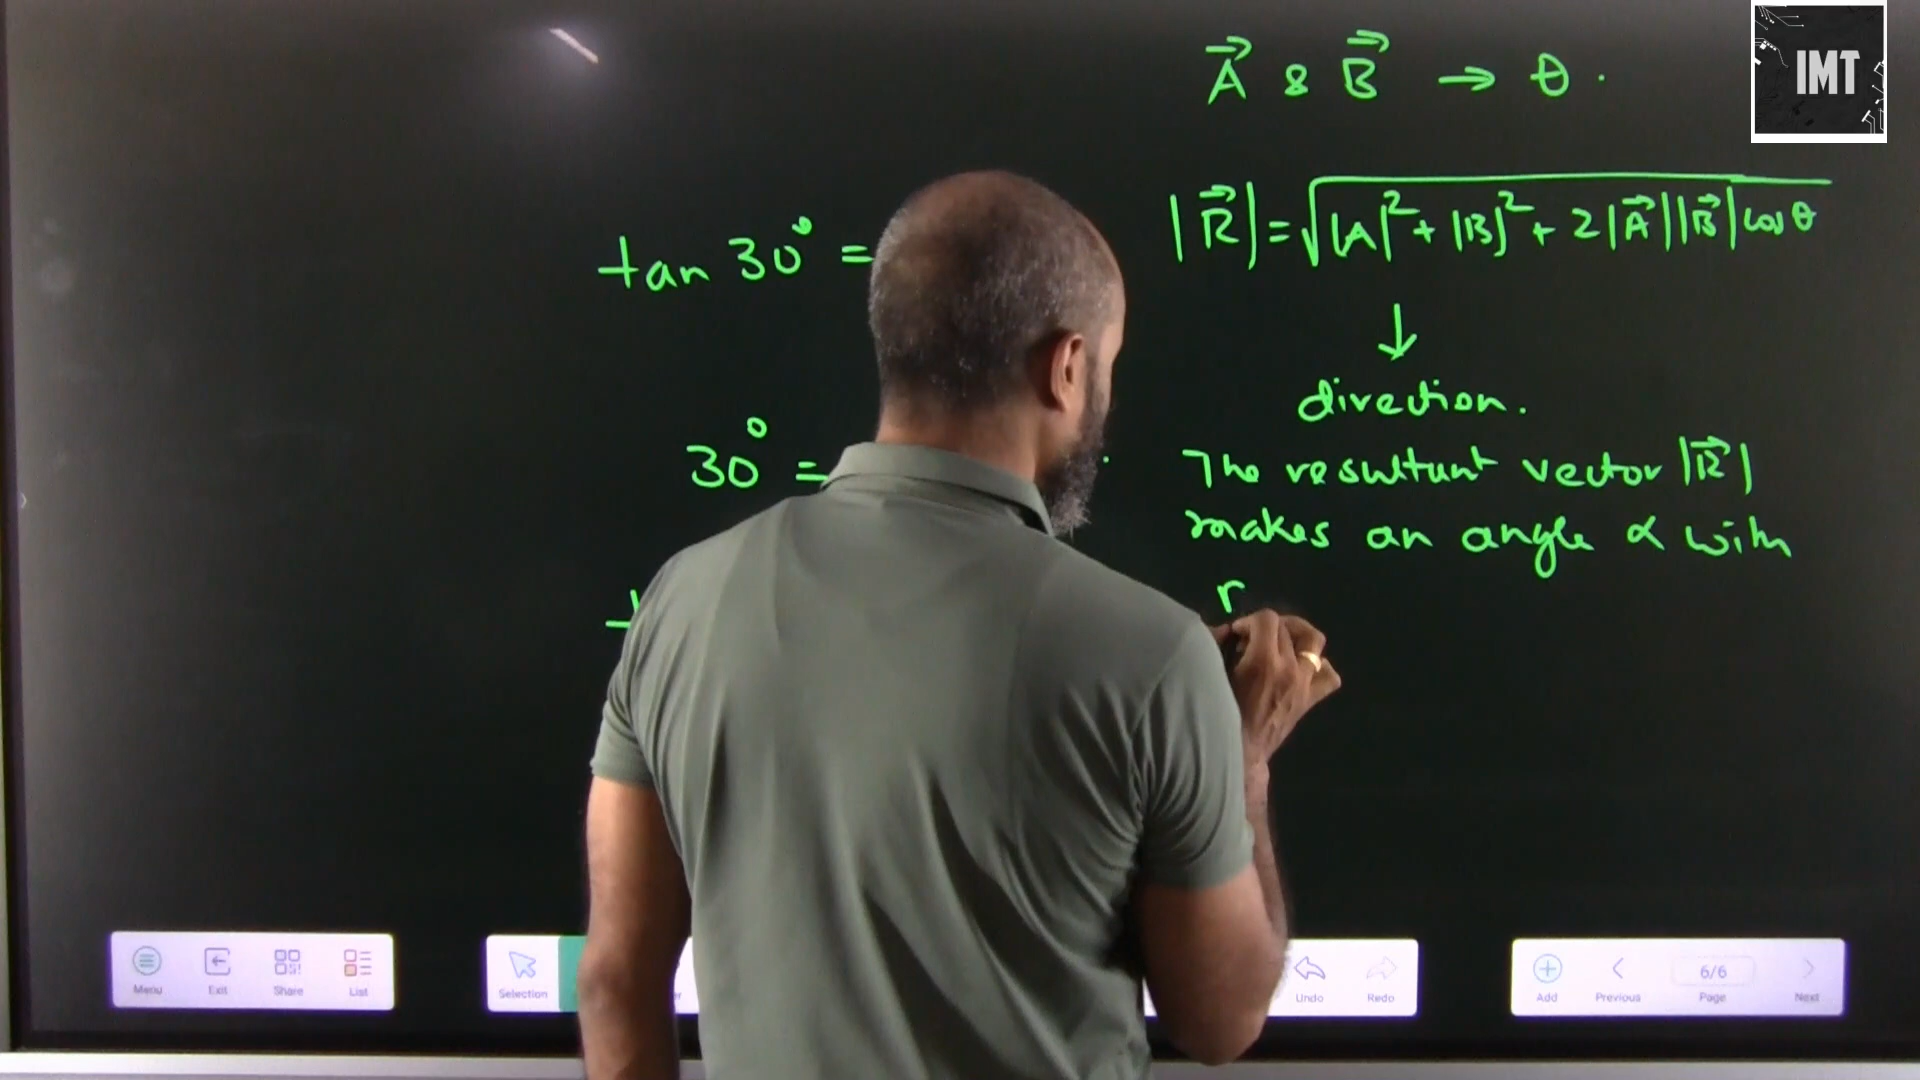 IMT
A⃗ & B⃗ → θ.
tan 30° =
|R⃗| = √|A|² + |B|² + 2|A⃗||B⃗| cos θ
↓
direction.
30° =
The resultant vector |R⃗|
makes an angle α with
r
Menu
Exit
Share
List
Selection
Undo
Redo
Add
Previous
6/6
Page
Next